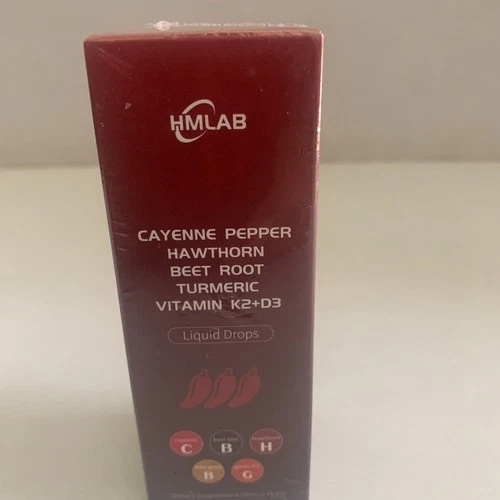 HMLAB
CAYENNE PEPPER
HAWTHORN
BEET ROOT
TURMERIC
VITAMIN K2+D3
Liquid Drops
C
B
H
B
G